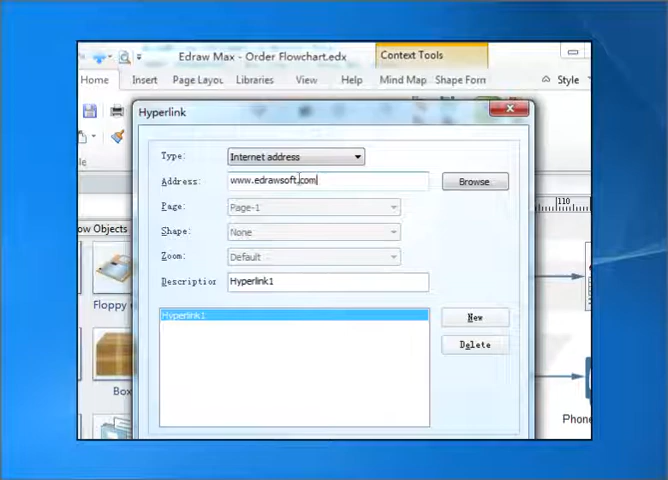 Edraw Max - Order Flowchart.edx
Context Tools
Home Insert Page Layou Libraries View Help Mind Map Shape Form Style
Hyperlink
Type: Internet address
Address: www.edrawsoft.com Browse
Page: Page-1
110
Shape: None
ow Objects
Zoom: Default
Description Hyperlink1
Floppy
Hyperlink1
New
Delete
Box
Phone